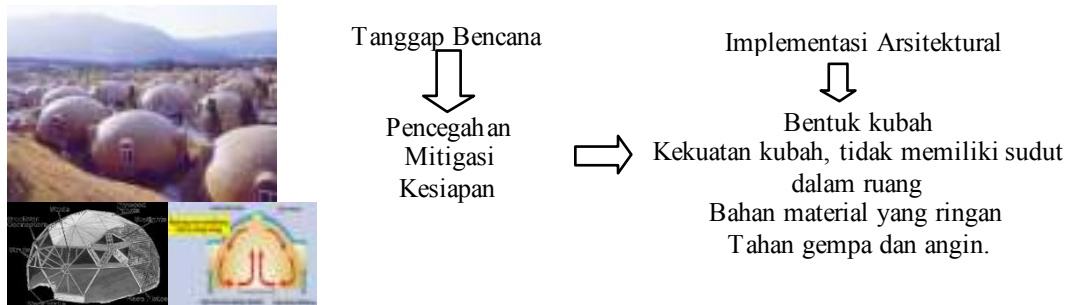 Tanggap Bencana
Pencegahan
Mitigasi
Kesiapan
Implementasi Arsitektural
Bentuk kubah
Kekuatan kubah, tidak memiliki sudut
dalam ruang
Bahan material yang ringan
Tahan gempa dan angin.